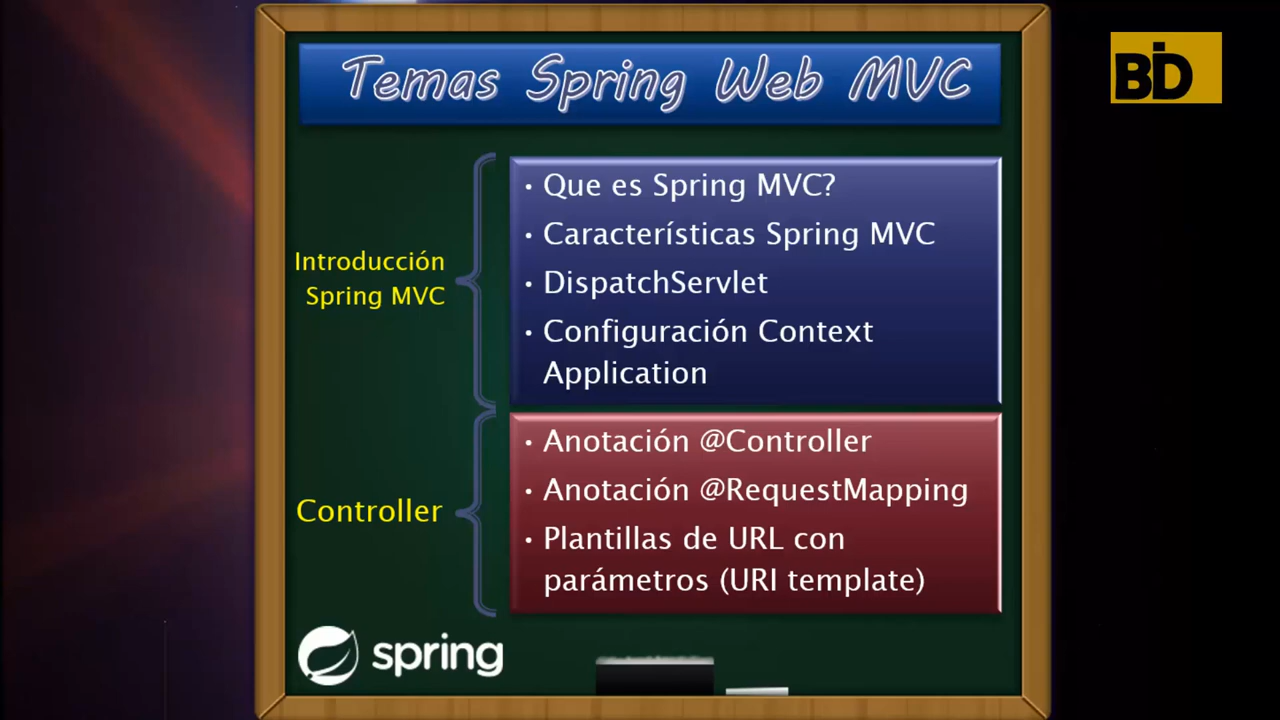 Temas Spring Web MVC
BiD
Introducción
Spring MVC
• Que es Spring MVC?
• Características Spring MVC
• DispatchServlet
• Configuración Context
Application
Controller
• Anotación @Controller
• Anotación @RequestMapping
• Plantillas de URL con
parámetros (URI template)
spring